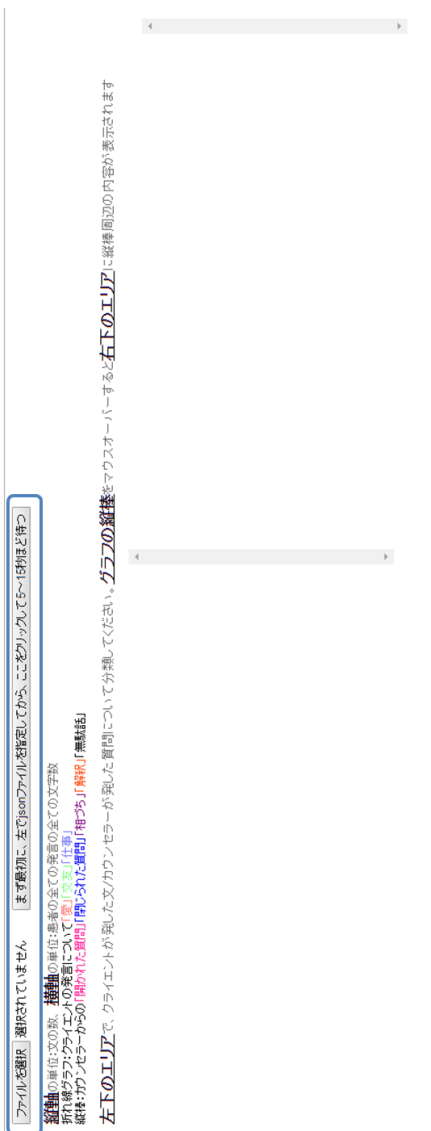 ファイルを選択 選択されていません まず最初に、左でjsonファイルを指定してから、ここをクリックして5～15秒ほど待つ
縦軸の単位:文の数、横軸の単位:患者の全ての発言の全ての文字数
折れ線グラフ:クライエントの発言について「愛」「交友」「仕事」
縦棒:カウンセラーからの「開かれた質問」「閉じられた質問」「相づち」「解釈」「無駄話」
左下のエリアで、クライエントが発した文/カウンセラーが発した質問について分類してください。グラフの縦棒をマウスオーバーすると右下のエリアに縦棒周辺の内容が表示されます